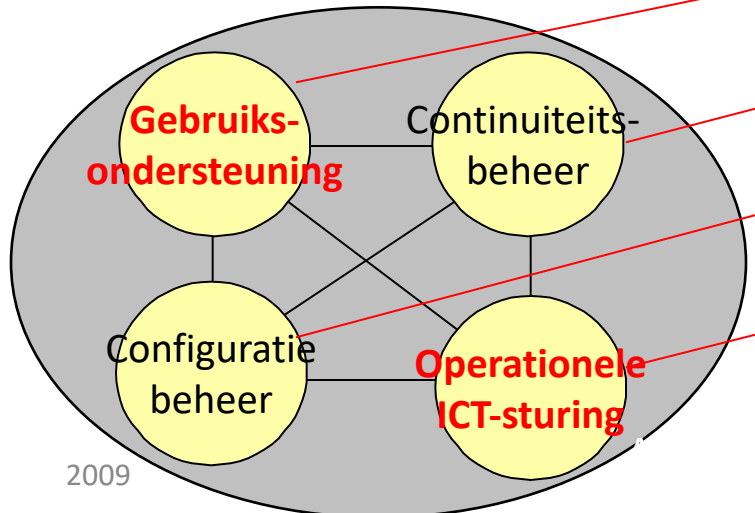 Gebruiks-
ondersteuning
Continuiteits-
beheer
Configuratie
beheer
Operationele
ICT-sturing
2009